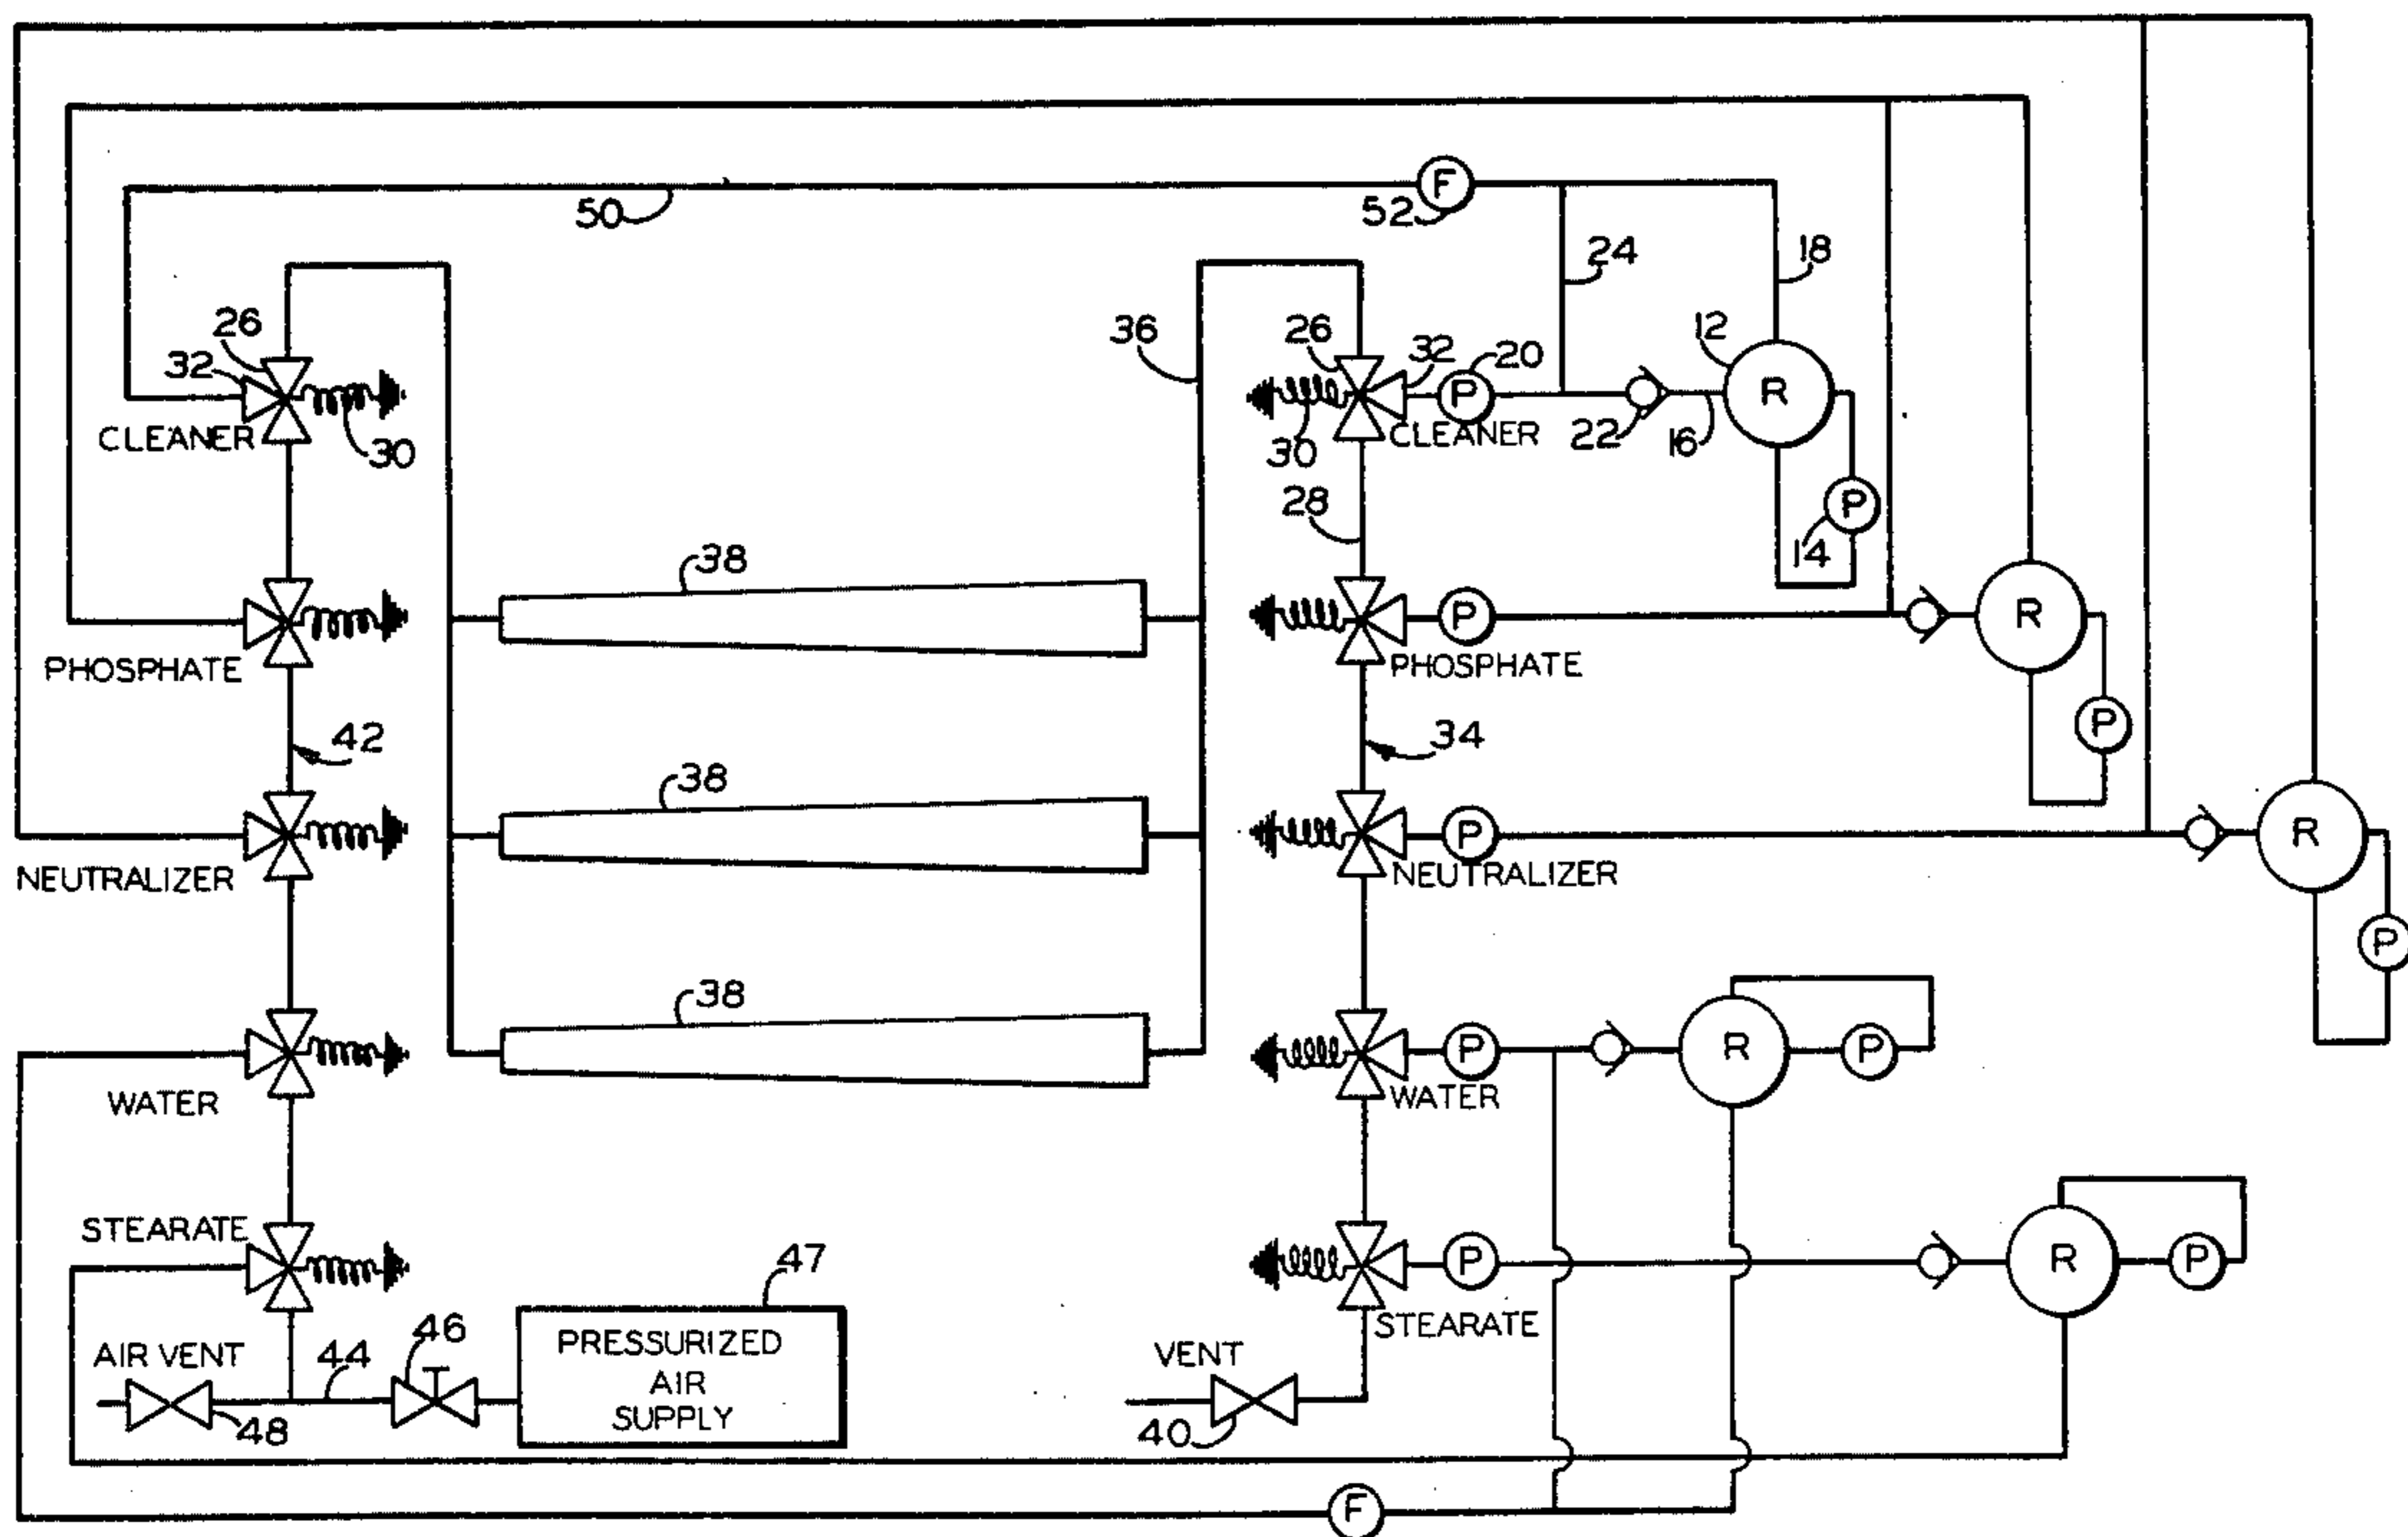 F
50
52
24
18
26
32
30
CLEANER
36
26
32
20
P
30
CLEANER
22
16
12
R
P
14
28
38
PHOSPHATE
P
PHOSPHATE
R
P
42
34
38
NEUTRALIZER
P
NEUTRALIZER
R
P
38
WATER
P
WATER
R
P
STEARATE
P
STEARATE
R
P
47
PRESSURIZED
AIR
SUPPLY
AIR VENT
44
46
48
VENT
40
F